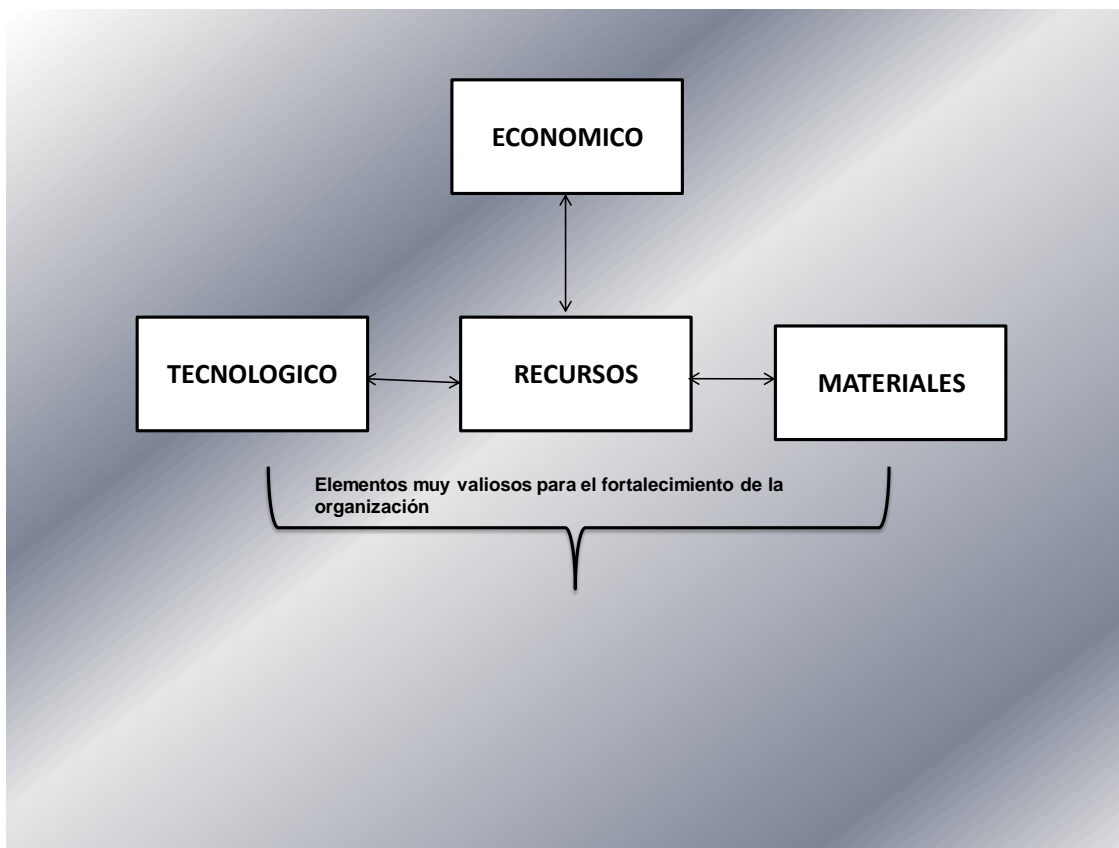 ECONOMICO
TECNOLOGICO
RECURSOS
MATERIALES
Elementos muy valiosos para el fortalecimiento de la
organización